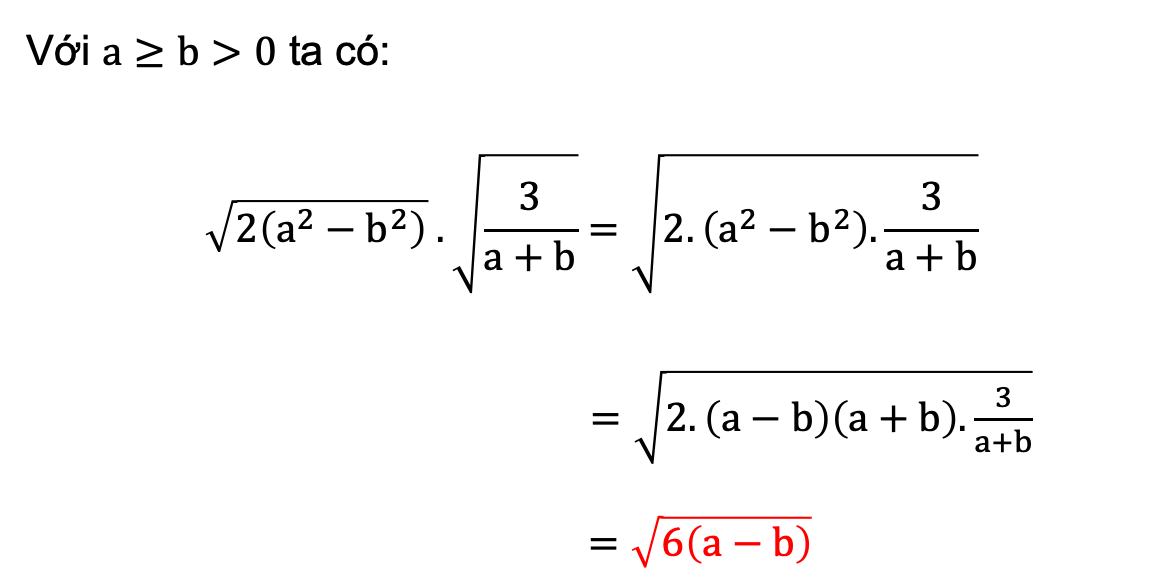 Với a ≥ b > 0 ta có:
√(2(a² − b²)) . √(3/(a + b)) = √(2. (a² − b²). 3/(a + b))
= √(2. (a − b)(a + b). 3/(a+b))
= √(6(a − b))